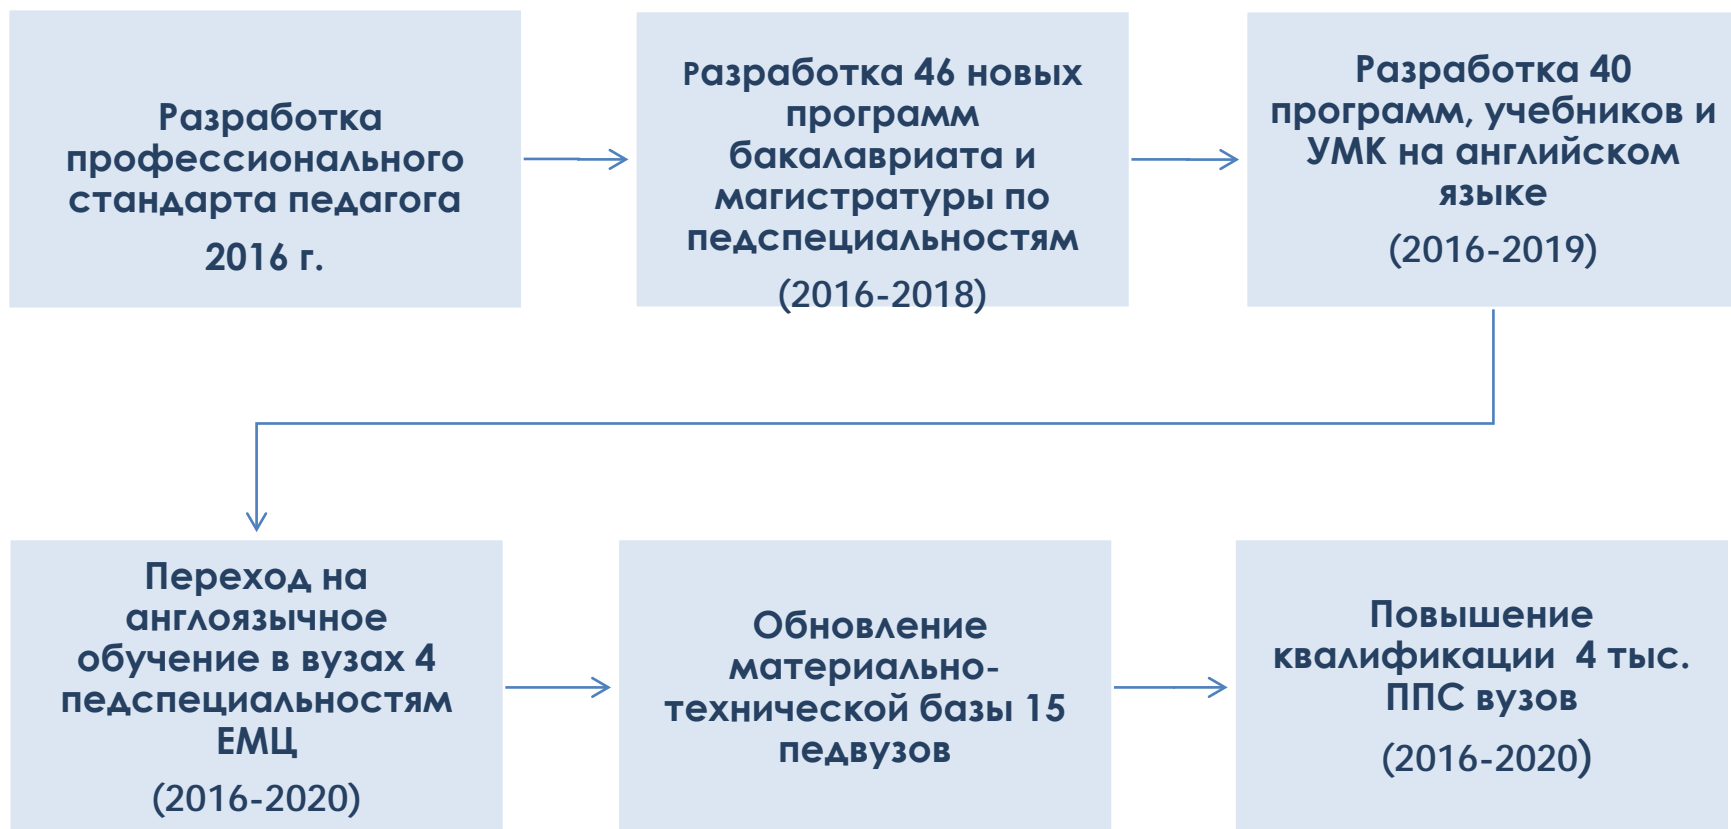 Разработка
профессионального
стандарта педагога
2016 г.
Разработка 46 новых
программ
бакалавриата и
магистратуры по
педспециальностям
(2016-2018)
Разработка 40
программ, учебников и
УМК на английском
языке
(2016-2019)
Переход на
англоязычное
обучение в вузах 4
педспециальностям
ЕМЦ
(2016-2020)
Обновление
материально-
технической базы 15
педвузов
Повышение
квалификации 4 тыс.
ППС вузов
(2016-2020)